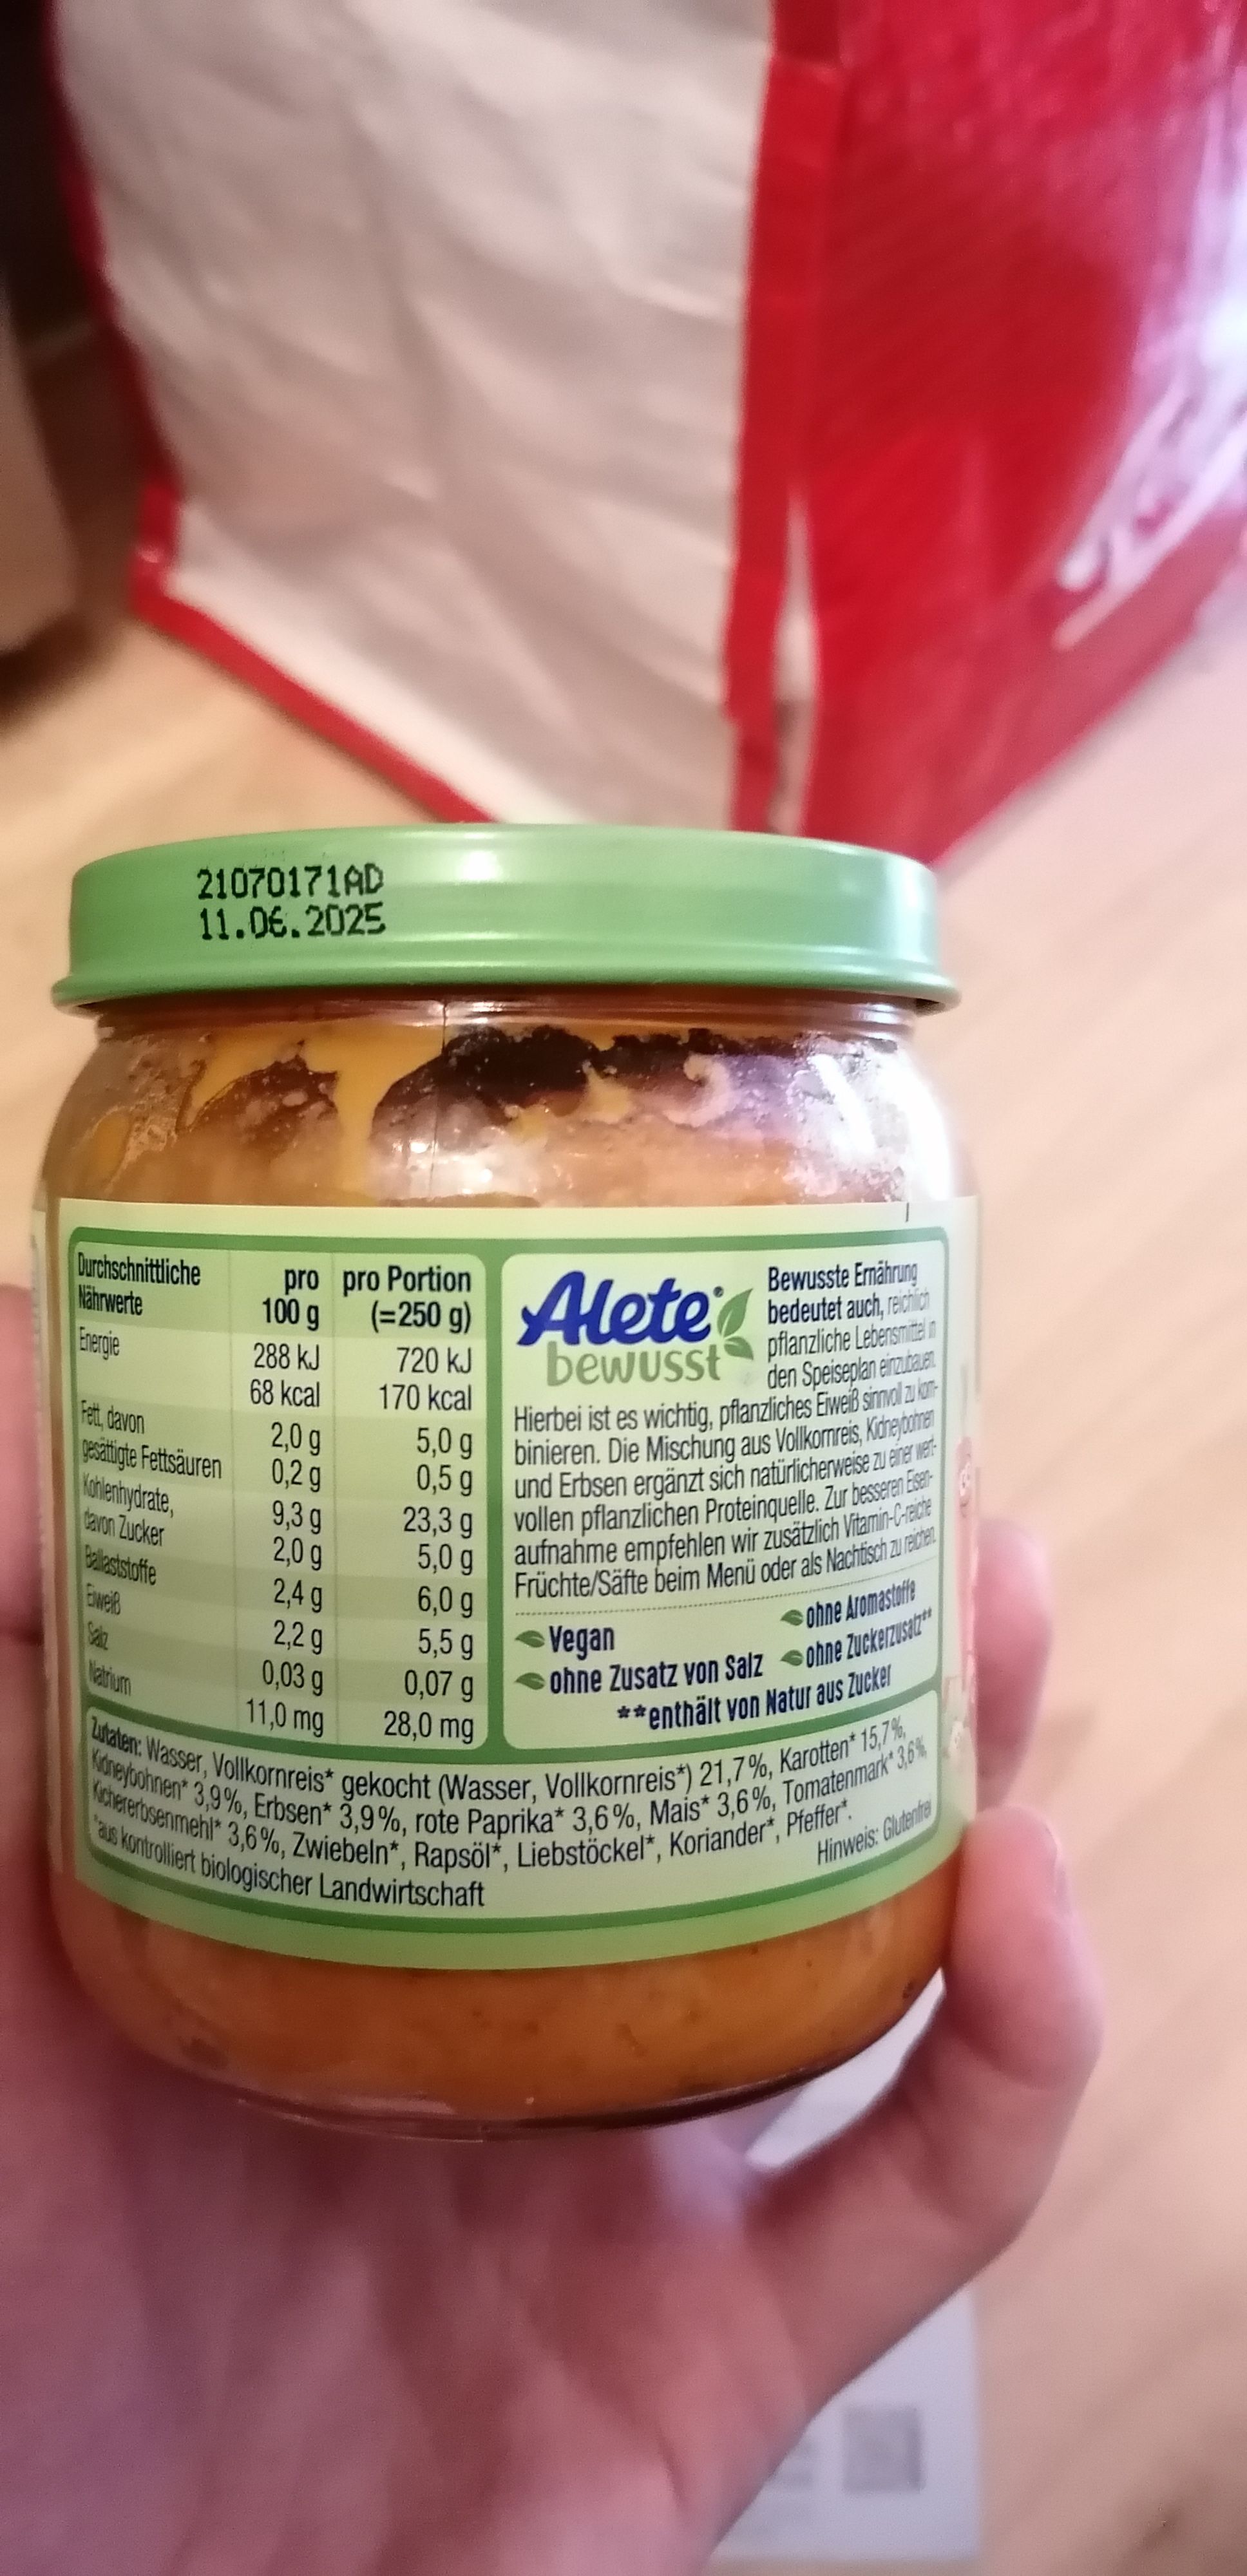 21070171AD
11.06.2025
Durchschnittliche Nährwerte
pro 100 g
pro Portion (=250 g)
Energie 288 kJ 720 kJ
68 kcal 170 kcal
Fett, davon 2,0 g 5,0 g
gesättigte Fettsäuren 0,2 g 0,5 g
Kohlenhydrate, 9,3 g 23,3 g
davon Zucker 2,0 g 5,0 g
Ballaststoffe 2,4 g 6,0 g
Eiweiß 2,2 g 5,5 g
Salz 0,03 g 0,07 g
Natrium 11,0 mg 28,0 mg
Alete®
bewusst
Bewusste Ernährung
bedeutet auch, reichlich
pflanzliche Lebensmittel in
den Speiseplan einzubauen.
Hierbei ist es wichtig, pflanzliches Eiweiß sinnvoll zu kom-
binieren. Die Mischung aus Vollkornreis, Kidneybohnen
und Erbsen ergänzt sich natürlicherweise zu einer wert-
vollen pflanzlichen Proteinquelle. Zur besseren Eisen-
aufnahme empfehlen wir zusätzlich Vitamin-C-reiche
Früchte/Säfte beim Menü oder als Nachtisch zu reichen.
Vegan
ohne Aromastoffe
ohne Zusatz von Salz
ohne Zuckerzusatz**
**enthält von Natur aus Zucker
Zutaten: Wasser, Vollkornreis* gekocht (Wasser, Vollkornreis*) 21,7%, Karotten* 15,7%,
Kidneybohnen* 3,9%, Erbsen* 3,9%, rote Paprika* 3,6%, Mais* 3,6%, Tomatenmark* 3,6%,
Kichererbsenmehl* 3,6%, Zwiebeln*, Rapsöl*, Liebstöckel*, Koriander*, Pfeffer*.
*aus kontrolliert biologischer Landwirtschaft
Hinweis: Glutenfrei